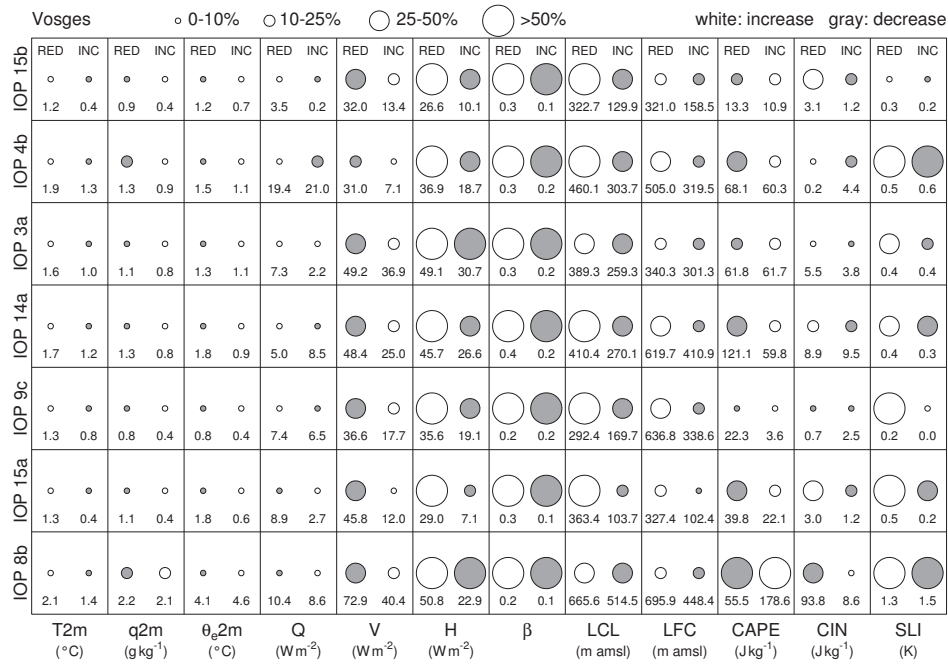 Vosges 0-10% 10-25% 25-50% >50% white: increase gray: decrease
RED INC RED INC RED INC RED INC RED INC RED INC RED INC RED INC RED INC RED INC RED INC RED INC
IOP 15b
1.2 0.4 0.9 0.4 1.2 0.7 3.5 0.2 32.0 13.4 26.6 10.1 0.3 0.1 322.7 129.9 321.0 158.5 13.3 10.9 3.1 1.2 0.3 0.2
IOP 4b
1.9 1.3 1.3 0.9 1.5 1.1 19.4 21.0 31.0 7.1 36.9 18.7 0.3 0.2 460.1 303.7 505.0 319.5 68.1 60.3 0.2 4.4 0.5 0.6
IOP 3a
1.6 1.0 1.1 0.8 1.3 1.1 7.3 2.2 49.2 36.9 49.1 30.7 0.3 0.2 389.3 259.3 340.3 301.3 61.8 61.7 5.5 3.8 0.4 0.4
IOP 14a
1.7 1.2 1.3 0.8 1.8 0.9 5.0 8.5 48.4 25.0 45.7 26.6 0.4 0.2 410.4 270.1 619.7 410.9 121.1 59.8 8.9 9.5 0.4 0.3
IOP 9c
1.3 0.8 0.8 0.4 0.8 0.4 7.4 6.5 36.6 17.7 35.6 19.1 0.2 0.2 292.4 169.7 636.8 338.6 22.3 3.6 0.7 2.5 0.2 0.0
IOP 15a
1.3 0.4 1.1 0.4 1.8 0.6 8.9 2.7 45.8 12.0 29.0 7.1 0.3 0.1 363.4 103.7 327.4 102.4 39.8 22.1 3.0 1.2 0.5 0.2
IOP 8b
2.1 1.4 2.2 2.1 4.1 4.6 10.4 8.6 72.9 40.4 50.8 22.9 0.2 0.1 665.6 514.5 695.9 448.4 55.5 178.6 93.8 8.6 1.3 1.5
T2m q2m θe2m Q V H β LCL LFC CAPE CIN SLI
(°C) (g kg-1) (°C) (W m-2) (W m-2) (W m-2) (m amsl) (m amsl) (J kg-1) (J kg-1) (K)